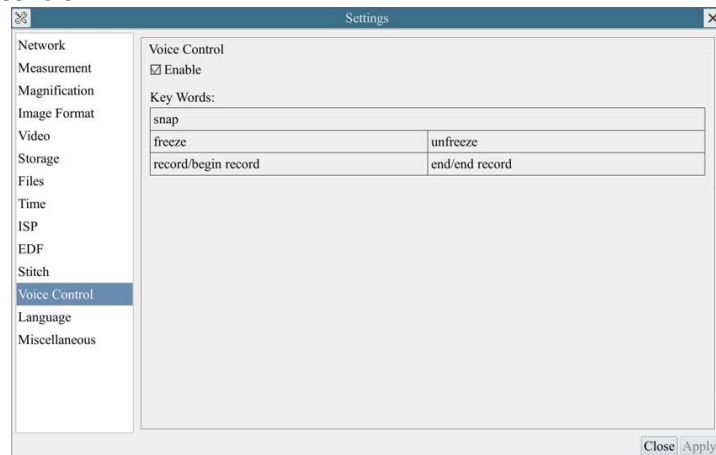 Settings
Network
Measurement
Magnification
Image Format
Video
Storage
Files
Time
ISP
EDF
Stitch
Voice Control
Language
Miscellaneous
Voice Control
Enable
Key Words:
snap
freeze unfreeze
record/begin record end/end record
Close Apply